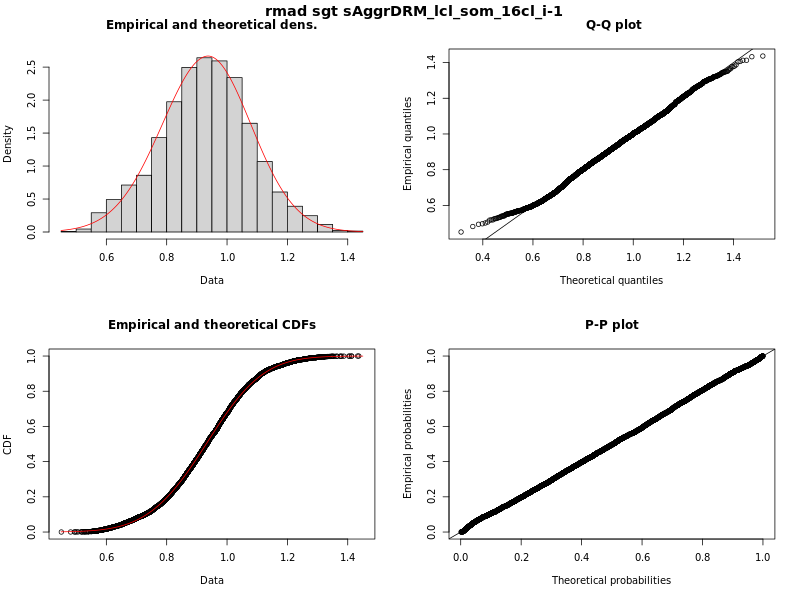 rmad sgt sAggrDRM_lcl_som_16cl_i-1
Empirical and theoretical dens.
Density
0.0 0.5 1.0 1.5 2.0 2.5
0.6 0.8 1.0 1.2 1.4
Data
Q-Q plot
Empirical quantiles
0.6 0.8 1.0 1.2 1.4
0.4 0.6 0.8 1.0 1.2 1.4
Theoretical quantiles
Empirical and theoretical CDFs
CDF
0.0 0.2 0.4 0.6 0.8 1.0
0.6 0.8 1.0 1.2 1.4
Data
P-P plot
Empirical probabilities
0.0 0.2 0.4 0.6 0.8 1.0
0.0 0.2 0.4 0.6 0.8 1.0
Theoretical probabilities